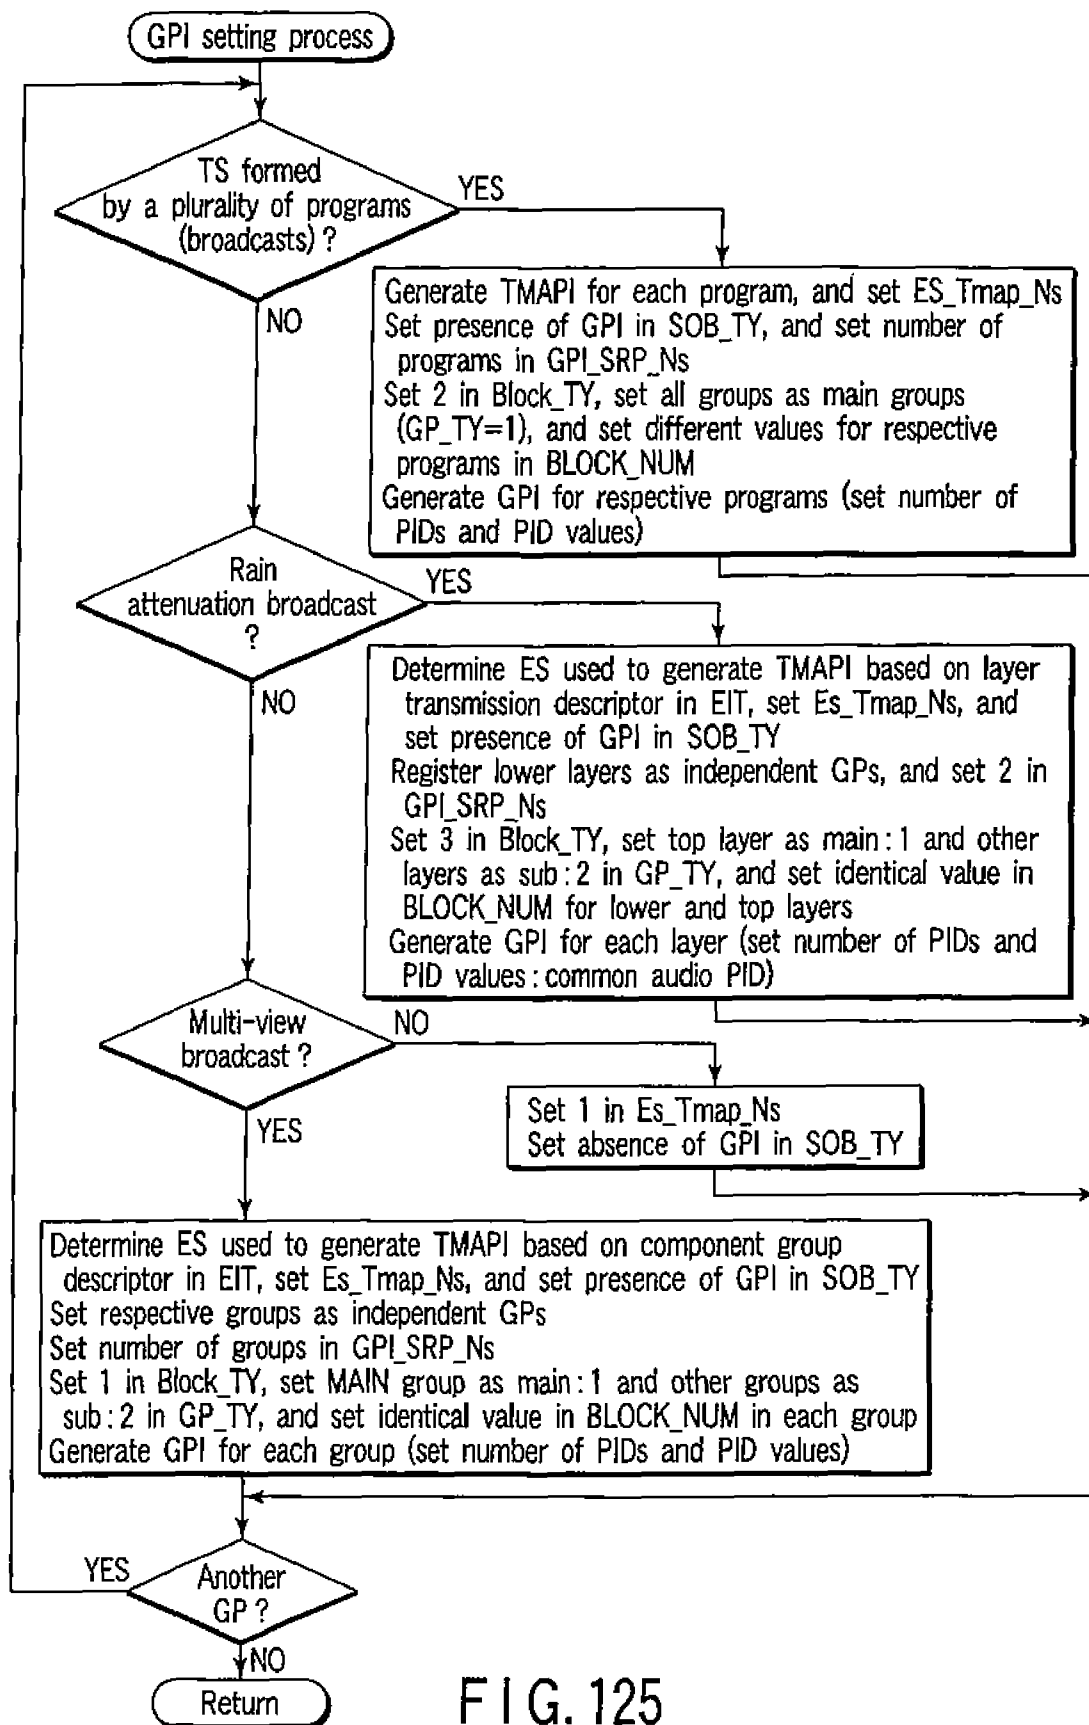 GPI setting process
TS formed
by a plurality of programs
(broadcasts) ?
YES
NO
Generate TMAPI for each program, and set ES_Tmap_Ns
Set presence of GPI in SOB_TY, and set number of
programs in GPI_SRP_Ns
Set 2 in Block_TY, set all groups as main groups
(GP_TY=1), and set different values for respective
programs in BLOCK_NUM
Generate GPI for respective programs (set number of
PIDs and PID values)
Rain
attenuation broadcast
?
YES
NO
Determine ES used to generate TMAPI based on layer
transmission descriptor in EIT, set Es_Tmap_Ns, and
set presence of GPI in SOB_TY
Register lower layers as independent GPs, and set 2 in
GPI_SRP_Ns
Set 3 in Block_TY, set top layer as main : 1 and other
layers as sub : 2 in GP_TY, and set identical value in
BLOCK_NUM for lower and top layers
Generate GPI for each layer (set number of PIDs and
PID values : common audio PID)
Multi-view
broadcast ?
NO
YES
Set 1 in Es_Tmap_Ns
Set absence of GPI in SOB_TY
Determine ES used to generate TMAPI based on component group
descriptor in EIT, set Es_Tmap_Ns, and set presence of GPI in SOB_TY
Set respective groups as independent GPs
Set number of groups in GPI_SRP_Ns
Set 1 in Block_TY, set MAIN group as main : 1 and other groups as
sub : 2 in GP_TY, and set identical value in BLOCK_NUM in each group
Generate GPI for each group (set number of PIDs and PID values)
YES
Another
GP ?
NO
Return
FIG. 125